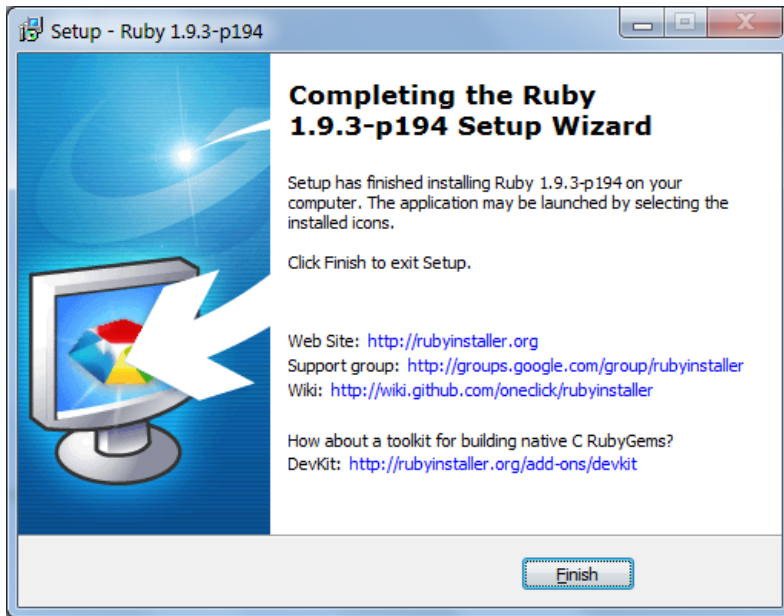 Setup - Ruby 1.9.3-p194
Completing the Ruby
1.9.3-p194 Setup Wizard
Setup has finished installing Ruby 1.9.3-p194 on your
computer. The application may be launched by selecting the
installed icons.
Click Finish to exit Setup.
Web Site: http://rubyinstaller.org
Support group: http://groups.google.com/group/rubyinstaller
Wiki: http://wiki.github.com/oneclick/rubyinstaller
How about a toolkit for building native C RubyGems?
DevKit: http://rubyinstaller.org/add-ons/devkit
Finish